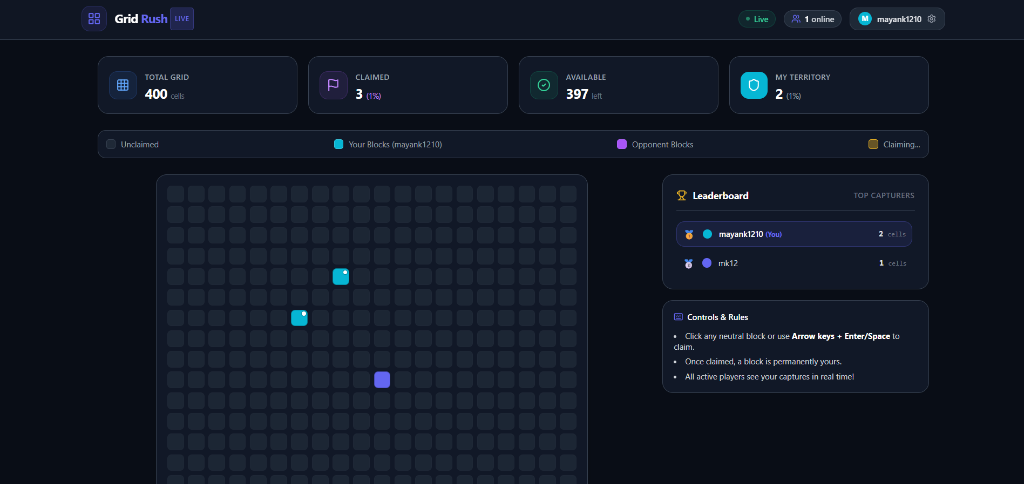 Grid Rush LIVE
Live
1 online
M mayank1210
TOTAL GRID
400 cells
CLAIMED
3 (1%)
AVAILABLE
397 left
MY TERRITORY
2 (1%)
Unclaimed
Your Blocks (mayank1210)
Opponent Blocks
Claiming...
Leaderboard
TOP CAPTURERS
mayank1210 (You) 2 cells
mk12 1 cells
Controls & Rules
• Click any neutral block or use Arrow keys + Enter/Space to
claim.
• Once claimed, a block is permanently yours.
• All active players see your captures in real time!